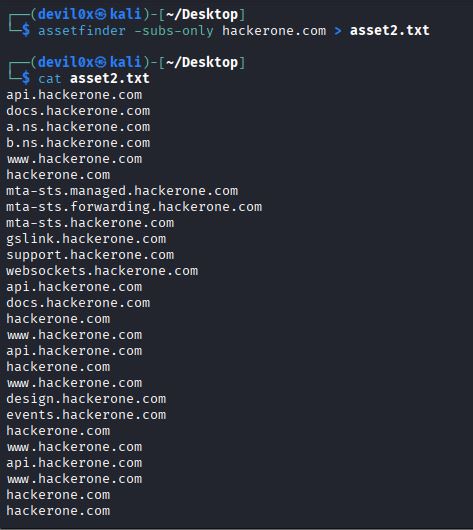 ┌──(devil0x㉿kali)-[~/Desktop]
└─$ assetfinder -subs-only hackerone.com > asset2.txt
┌──(devil0x㉿kali)-[~/Desktop]
└─$ cat asset2.txt
api.hackerone.com
docs.hackerone.com
a.ns.hackerone.com
b.ns.hackerone.com
www.hackerone.com
hackerone.com
mta-sts.managed.hackerone.com
mta-sts.forwarding.hackerone.com
mta-sts.hackerone.com
gslink.hackerone.com
support.hackerone.com
websockets.hackerone.com
api.hackerone.com
docs.hackerone.com
hackerone.com
www.hackerone.com
api.hackerone.com
hackerone.com
www.hackerone.com
design.hackerone.com
events.hackerone.com
hackerone.com
www.hackerone.com
api.hackerone.com
www.hackerone.com
hackerone.com
hackerone.com